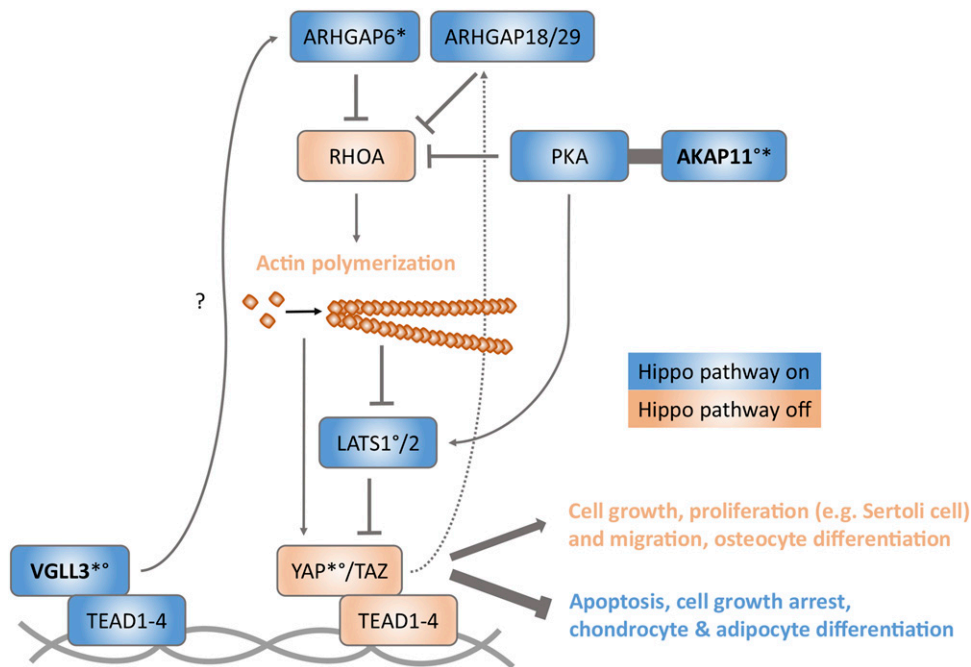 ARHGAP6*
ARHGAP18/29
RHOA
PKA
AKAP11°*
Actin polymerization
?
Hippo pathway on
Hippo pathway off
LATS1°/2
Cell growth, proliferation (e.g. Sertoli cell)
and migration, osteocyte differentiation
VGLL3*°
YAP*°/TAZ
TEAD1-4
TEAD1-4
Apoptosis, cell growth arrest,
chondrocyte & adipocyte differentiation